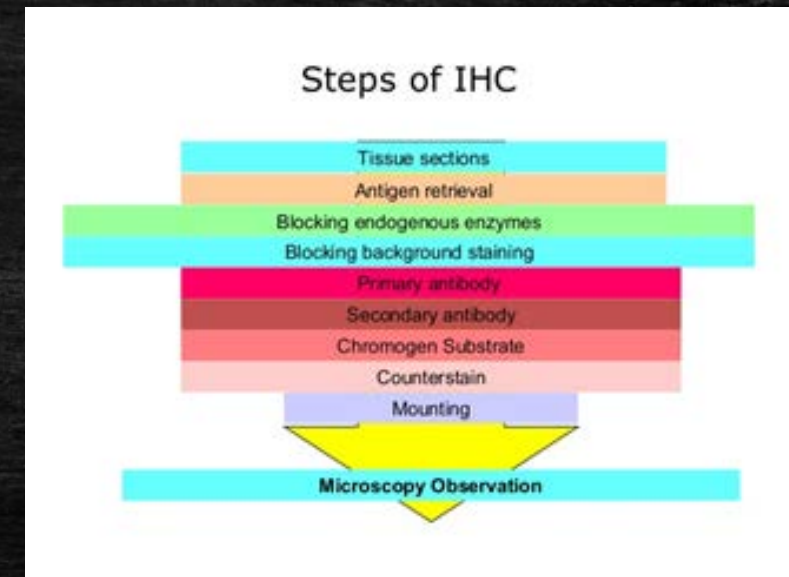 Steps of IHC
Tissue sections
Antigen retrieval
Blocking endogenous enzymes
Blocking background staining
Primary antibody
Secondary antibody
Chromogen Substrate
Counterstain
Mounting
Microscopy Observation